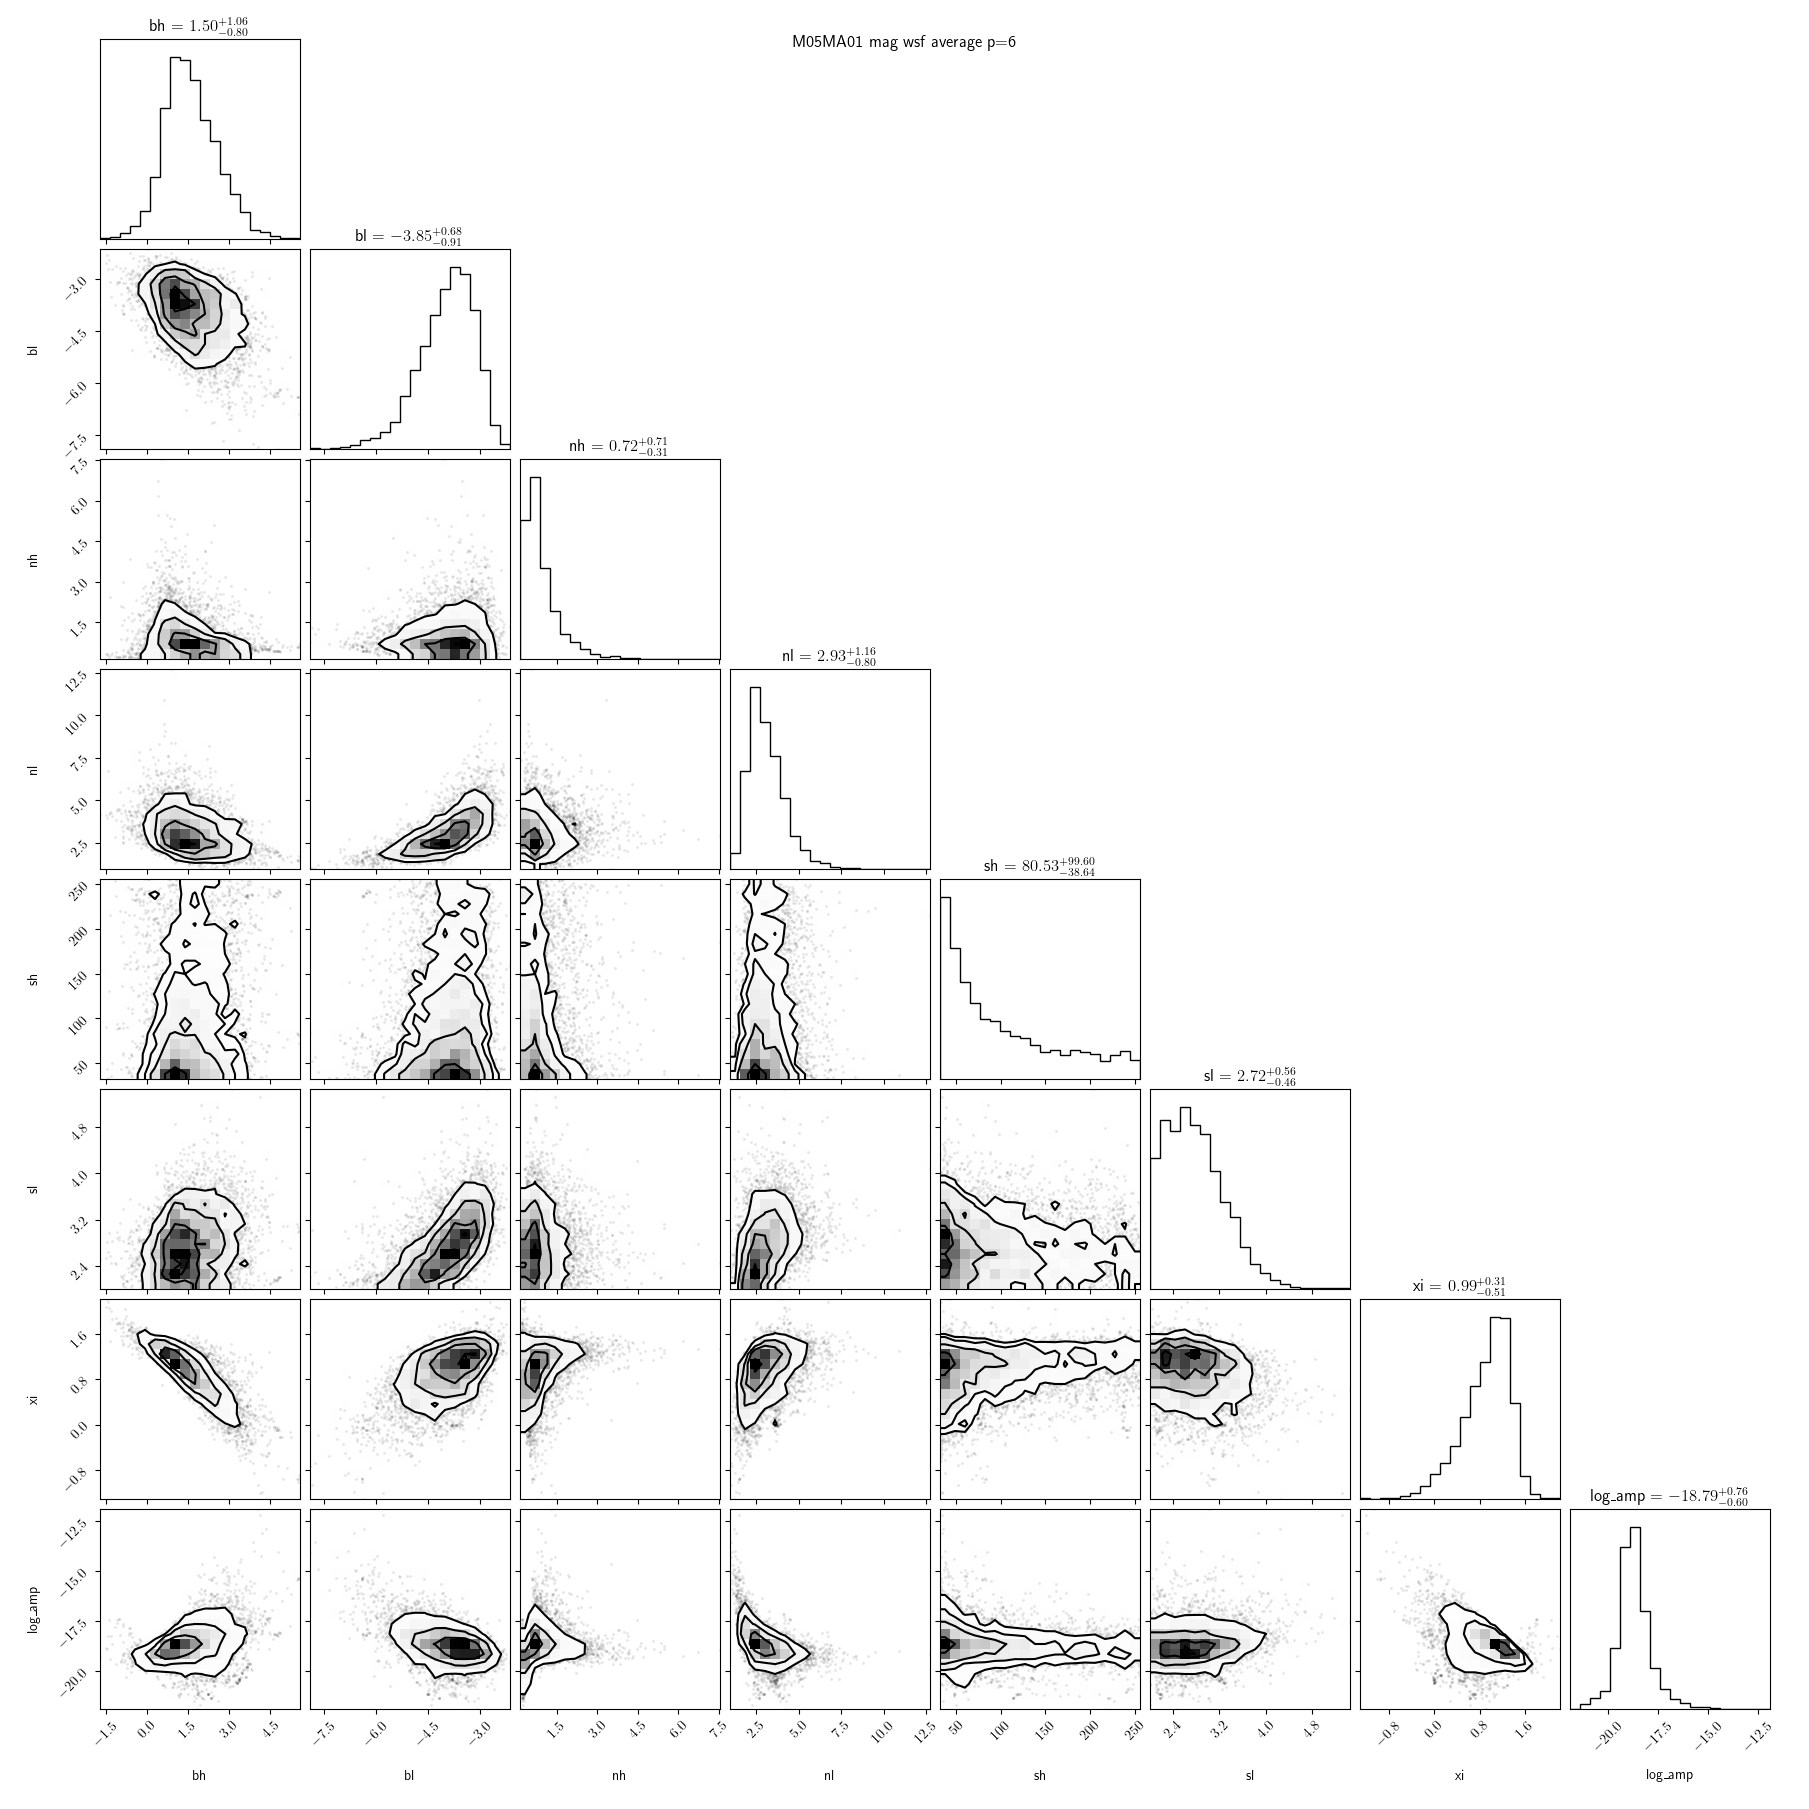 bh = 1.50+1.06−0.80
M05MA01 mag wsf average p=6
bl = −3.85+0.68−0.91
−3.0
−4.5
−6.0
−7.5
bl
nh = 0.72+0.71−0.31
7.5
6.0
4.5
3.0
1.5
nh
nl = 2.93+1.16−0.80
12.5
10.0
7.5
5.0
2.5
nl
sh = 80.53+99.60−38.64
250
200
150
100
50
sh
sl = 2.72+0.56−0.46
4.8
4.0
3.2
2.4
sl
xi = 0.99+0.31−0.51
1.6
0.8
0.0
−0.8
xi
log_amp = −18.79+0.76−0.60
−12.5
−15.0
−17.5
−20.0
log_amp
−1.5 0.0 1.5 3.0 4.5 −7.5 −6.0 −4.5 −3.0 1.5 3.0 4.5 6.0 7.5 2.5 5.0 7.5 10.0 12.5 50 100 150 200 250 2.4 3.2 4.0 4.8 −0.8 0.0 0.8 1.6 −20.0 −17.5 −15.0 −12.5
bh bl nh nl sh sl xi log_amp